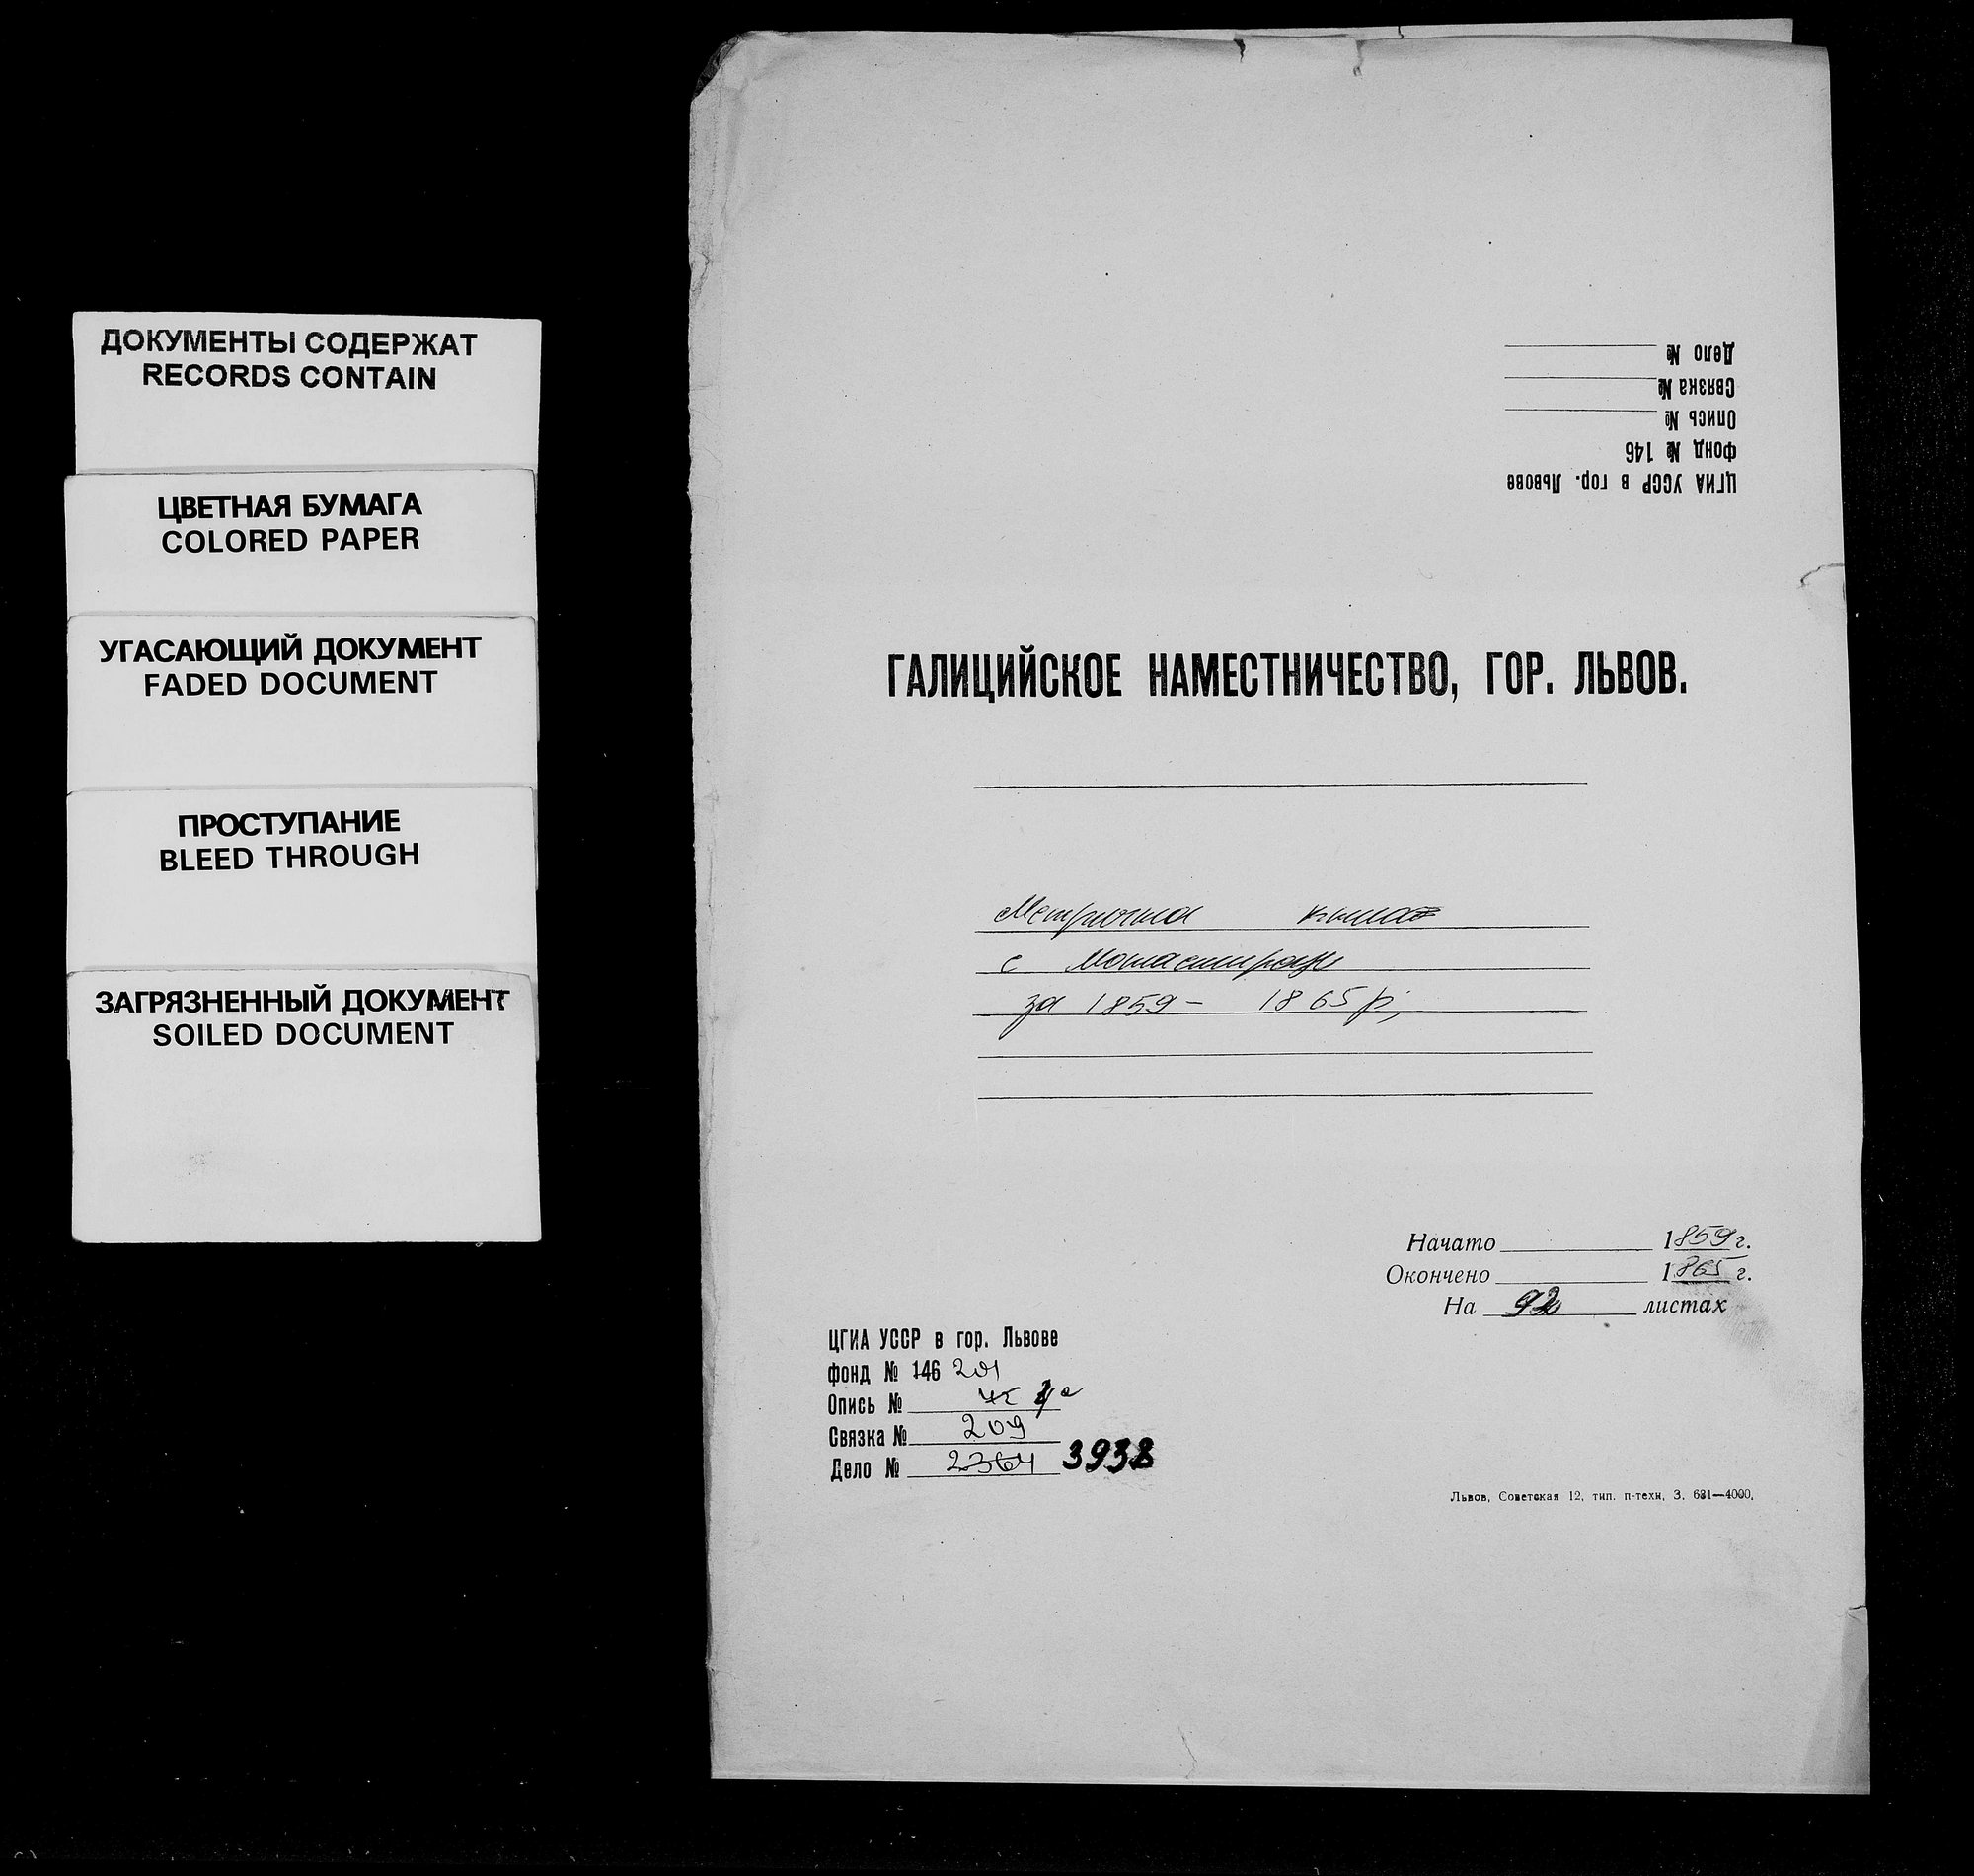 ДОКУМЕНТЫ СОДЕРЖАТ
RECORDS CONTAIN
ЦВЕТНАЯ БУМАГА
COLORED PAPER
УГАСАЮЩИЙ ДОКУМЕНТ
FADED DOCUMENT
ПРОСТУПАНИЕ
BLEED THROUGH
ЗАГРЯЗНЕННЫЙ ДОКУМЕНТ
SOILED DOCUMENT
ЦГИА УССР в гор. Львове
фонд № 146
Опись №
Связка №
Дело №
ГАЛИЦИЙСКОЕ НАМЕСТНИЧЕСТВО, ГОР. ЛЬВОВ.
Метрична книга
с
за 1859 - 1865 р,
Начато 1859 г.
Окончено 1865 г.
На 92 листах
ЦГИА УССР в гор. Львове
фонд № 146 201
Опись № 4а
Связка № 209
Дело № 2364 3938
Львов, Советская 12, тип. п-техн. З. 631—4000.